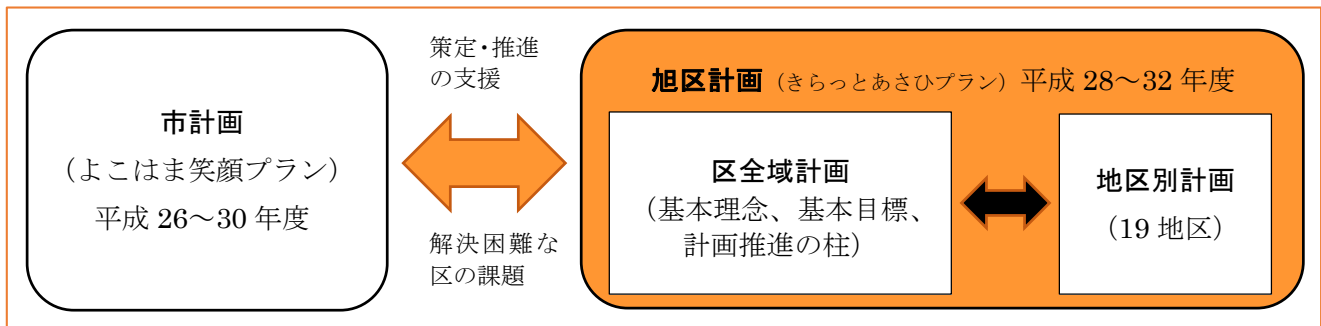 市計画
（よこはま笑顔プラン）
平成 26～30 年度
策定・推進
の支援
解決困難な
区の課題
旭区計画（きらっとあさひプラン）平成 28～32 年度
区全域計画
（基本理念、基本目標、
計画推進の柱）
地区別計画
（19 地区）